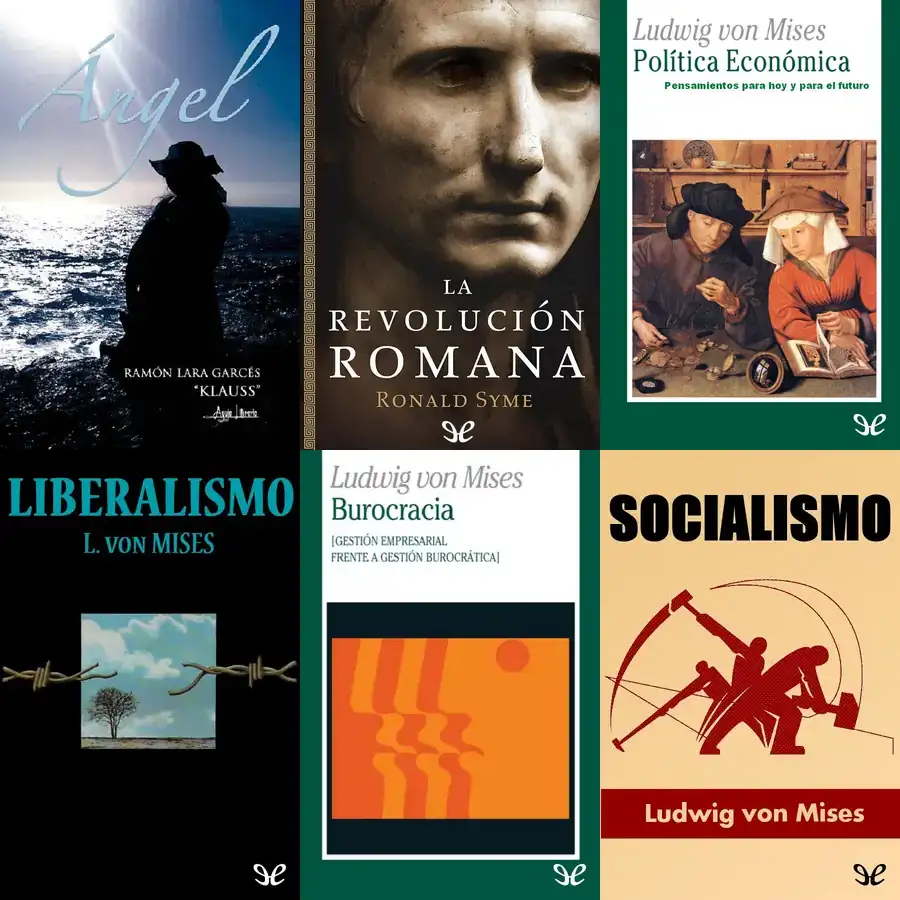 Ángel
RAMÓN LARA GARCÉS
"KLAUSS"
LA
REVOLUCIÓN
ROMANA
RONALD SYME
Ludwig von Mises
Política Económica
Pensamientos para hoy y para el futuro
LIBERALISMO
L. VON MISES
Ludwig von Mises
Burocracia
[GESTIÓN EMPRESARIAL
FRENTE A GESTIÓN BUROCRÁTICA]
SOCIALISMO
Ludwig von Mises